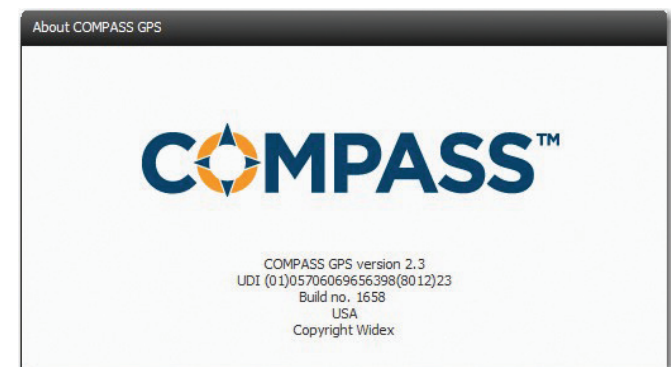 About COMPASS GPS
COMPASS™
COMPASS GPS version 2.3
UDI (01)05706069656398(8012)23
Build no. 1658
USA
Copyright Widex